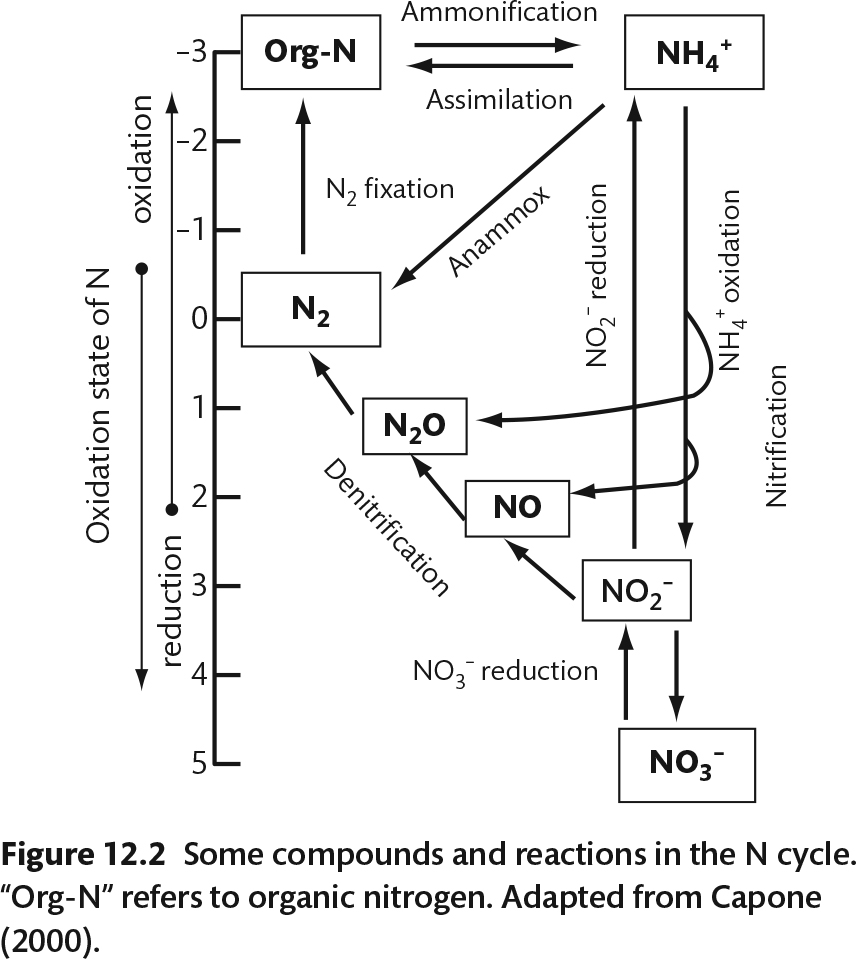 Ammonification
–3
Org-N
NH₄⁺
Assimilation
oxidation
–2
N₂ fixation
–1
Anammox
NO₂⁻ reduction
NH₄⁺ oxidation
Oxidation state of N
0
N₂
1
N₂O
Nitrification
2
NO
Denitrification
reduction
3
NO₂⁻
4
NO₃⁻ reduction
5
NO₃⁻
Figure 12.2 Some compounds and reactions in the N cycle.
“Org-N” refers to organic nitrogen. Adapted from Capone
(2000).